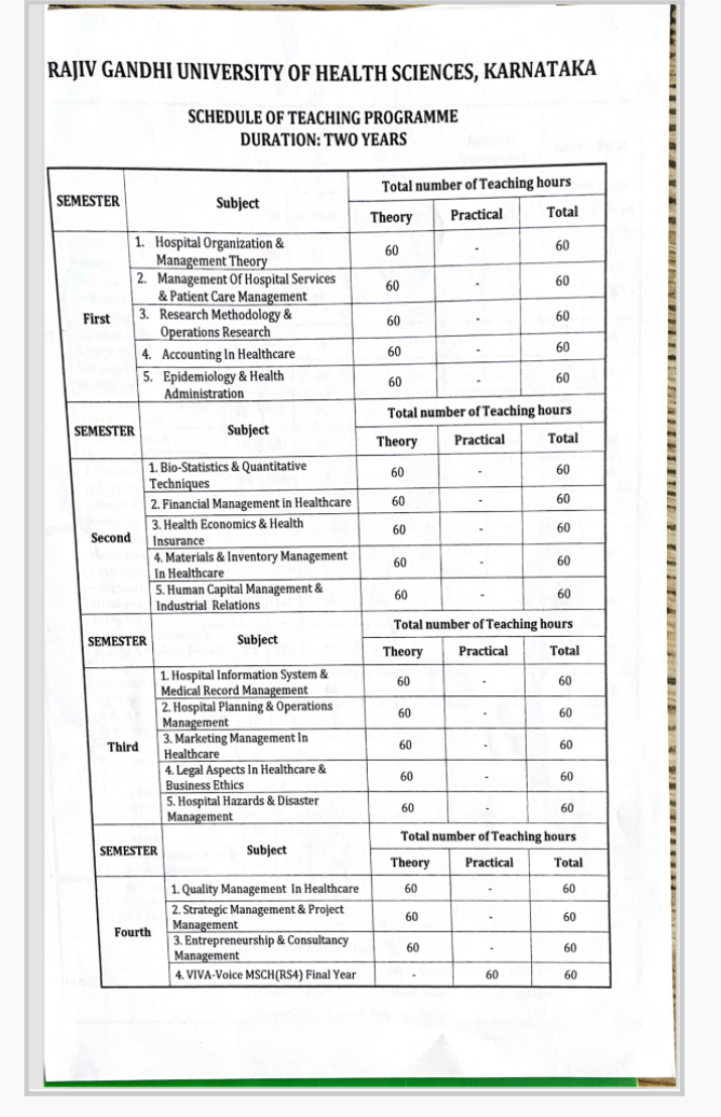 RAJIV GANDHI UNIVERSITY OF HEALTH SCIENCES, KARNATAKA
SCHEDULE OF TEACHING PROGRAMME
DURATION: TWO YEARS
SEMESTER Subject Total number of Teaching hours
Theory Practical Total
First
1. Hospital Organization &
Management Theory 60 - 60
2. Management Of Hospital Services
& Patient Care Management 60 - 60
3. Research Methodology &
Operations Research 60 - 60
4. Accounting In Healthcare 60 - 60
5. Epidemiology & Health
Administration 60 - 60
SEMESTER Subject Total number of Teaching hours
Theory Practical Total
Second
1. Bio-Statistics & Quantitative
Techniques 60 - 60
2. Financial Management in Healthcare 60 - 60
3. Health Economics & Health
Insurance 60 - 60
4. Materials & Inventory Management
In Healthcare 60 - 60
5. Human Capital Management &
Industrial Relations 60 - 60
SEMESTER Subject Total number of Teaching hours
Theory Practical Total
Third
1. Hospital Information System &
Medical Record Management 60 - 60
2. Hospital Planning & Operations
Management 60 - 60
3. Marketing Management In
Healthcare 60 - 60
4. Legal Aspects In Healthcare &
Business Ethics 60 - 60
5. Hospital Hazards & Disaster
Management 60 - 60
SEMESTER Subject Total number of Teaching hours
Theory Practical Total
Fourth
1. Quality Management In Healthcare 60 - 60
2. Strategic Management & Project
Management 60 - 60
3. Entrepreneurship & Consultancy
Management 60 - 60
4. VIVA-Voice MSCH(RS4) Final Year - 60 60